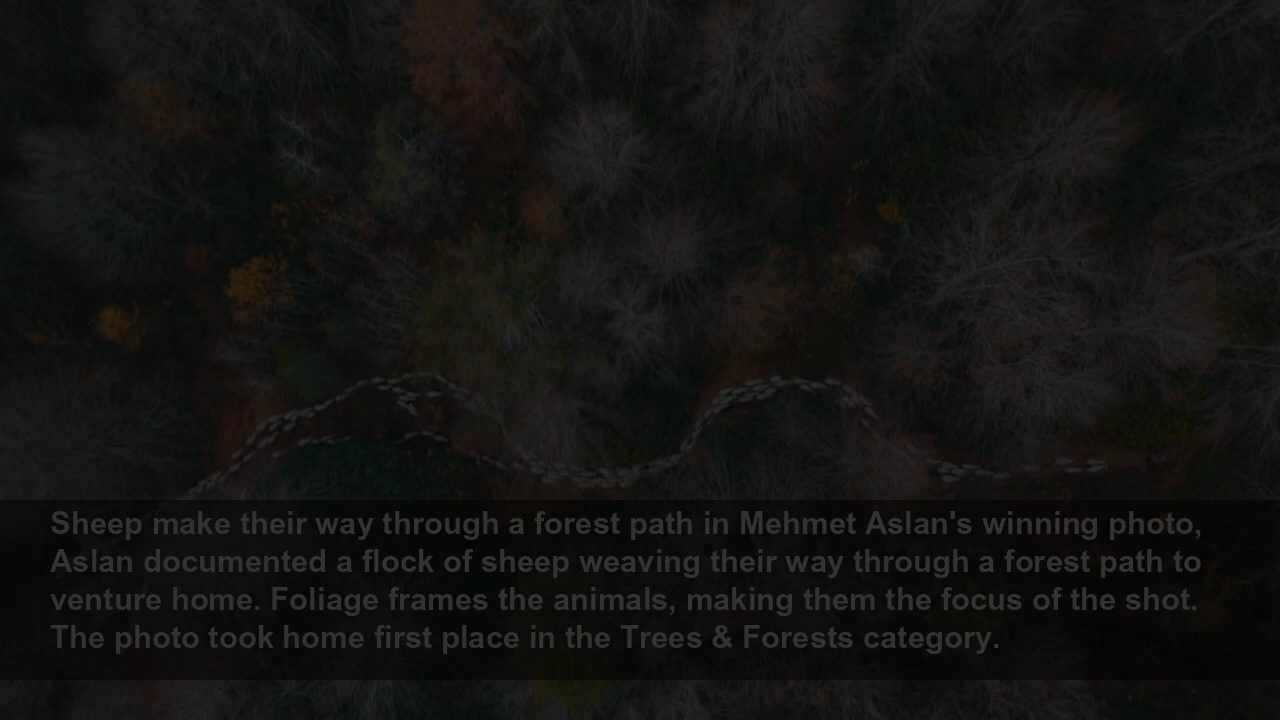 Sheep make their way through a forest path in Mehmet Aslan's winning photo,
Aslan documented a flock of sheep weaving their way through a forest path to
venture home. Foliage frames the animals, making them the focus of the shot.
The photo took home first place in the Trees & Forests category.